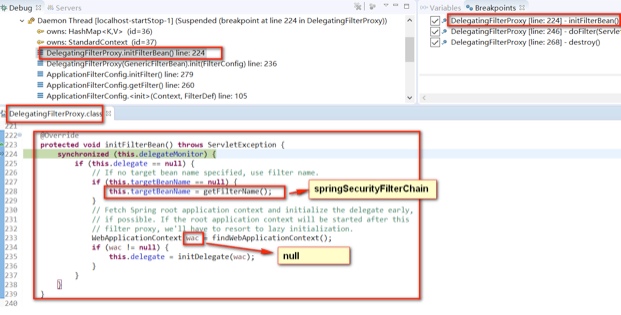 Debug Servers
Daemon Thread [localhost-startStop-1] (Suspended (breakpoint at line 224 in DelegatingFilterProxy))
owns: HashMap<K,V> (id=36)
owns: StandardContext (id=37)
DelegatingFilterProxy.initFilterBean() line: 224
DelegatingFilterProxy(GenericFilterBean).init(FilterConfig) line: 236
ApplicationFilterConfig.initFilter() line: 279
ApplicationFilterConfig.getFilter() line: 260
ApplicationFilterConfig.<init>(Context, FilterDef) line: 105
Variables Breakpoints
DelegatingFilterProxy [line: 224] - initFilterBean()
DelegatingFilterProxy [line: 246] - doFilter(Servle
DelegatingFilterProxy [line: 268] - destroy()
DelegatingFilterProxy.class
221
222 @Override
223 protected void initFilterBean() throws ServletException {
224 synchronized (this.delegateMonitor) {
225 if (this.delegate == null) {
226 // If no target bean name specified, use filter name.
227 if (this.targetBeanName == null) {
228 this.targetBeanName = getFilterName();
springSecurityFilterChain
229 }
230 // Fetch Spring root application context and initialize the delegate early,
231 // if possible. If the root application context will be started after this
232 // filter proxy, we'll have to resort to lazy initialization.
233 WebApplicationContext wac = findWebApplicationContext();
234 if (wac != null) {
235 this.delegate = initDelegate(wac);
null
236 }
237 }
238 }
239 }
240